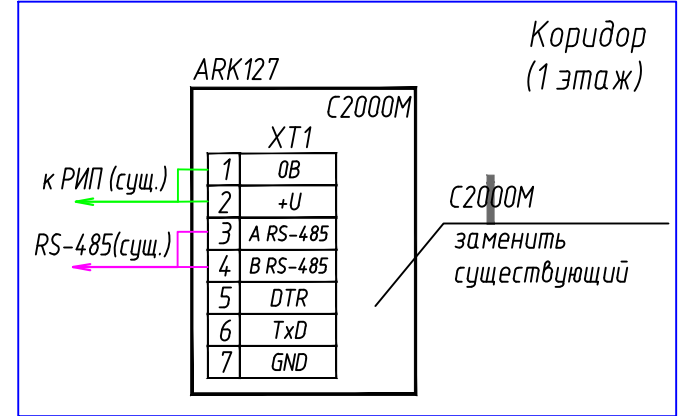 Коридор
(1 этаж)
ARK127
С2000М
XT1
1 0В
2 +U
3 A RS-485
4 B RS-485
5 DTR
6 TxD
7 GND
к РИП (сущ.)
RS-485(сущ.)
С2000М
заменить
существующий